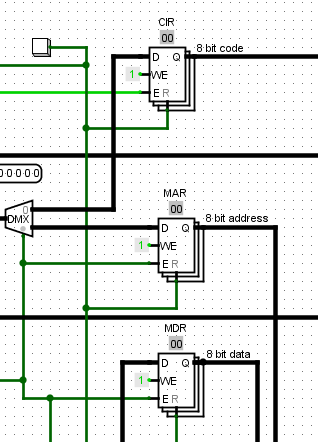 CIR
00
8 bit code
D Q
1 WE
E R
00000
0
DMX
0
MAR
00
8 bit address
D Q
1 WE
E R
MDR
00
8 bit data
D Q
1 WE
E R